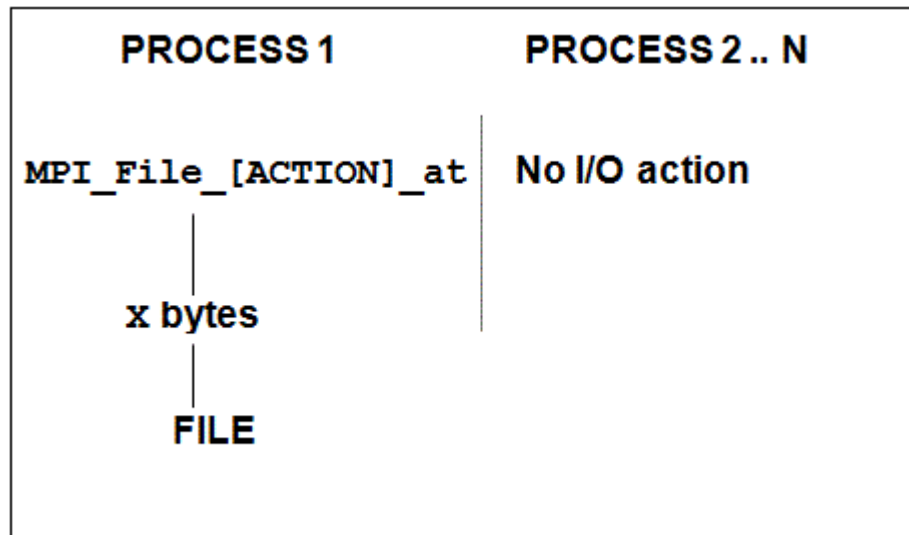 PROCESS 1 PROCESS 2 .. N
MPI_File_[ACTION]_at No I/O action
x bytes
FILE